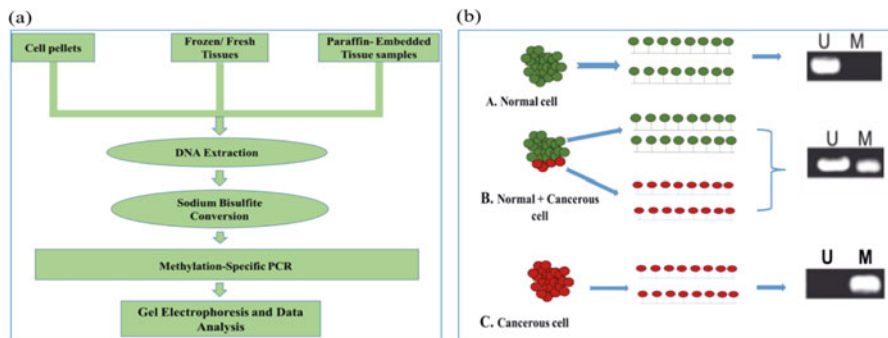 (a)
Cell pellets
Frozen/ Fresh
Tissues
Paraffin- Embedded
Tissue samples
DNA Extraction
Sodium Bisulfite
Conversion
Methylation-Specific PCR
Gel Electrophoresis and Data
Analysis
(b)
U M
A. Normal cell
U M
B. Normal + Cancerous
cell
U M
C. Cancerous cell